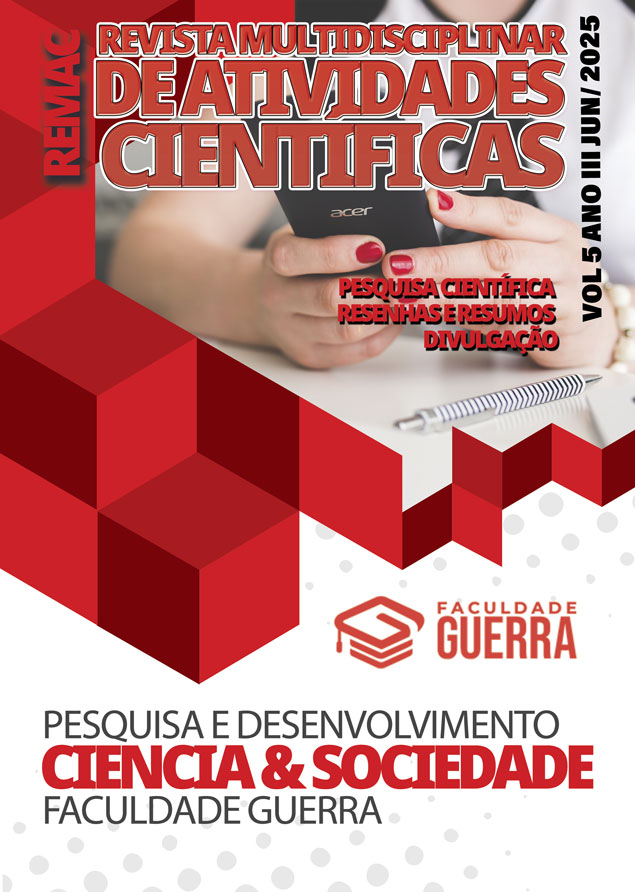 REMAC
REVISTA MULTIDISCIPLINAR
DE ATIVIDADES
CIENTÍFICAS
VOL 5 ANO III JUN/ 2025
acer
PESQUISA CIENTÍFICA
RESENHAS E RESUMOS
DIVULGAÇÃO
FACULDADE
GUERRA
PESQUISA E DESENVOLVIMENTO
CIENCIA & SOCIEDADE
FACULDADE GUERRA